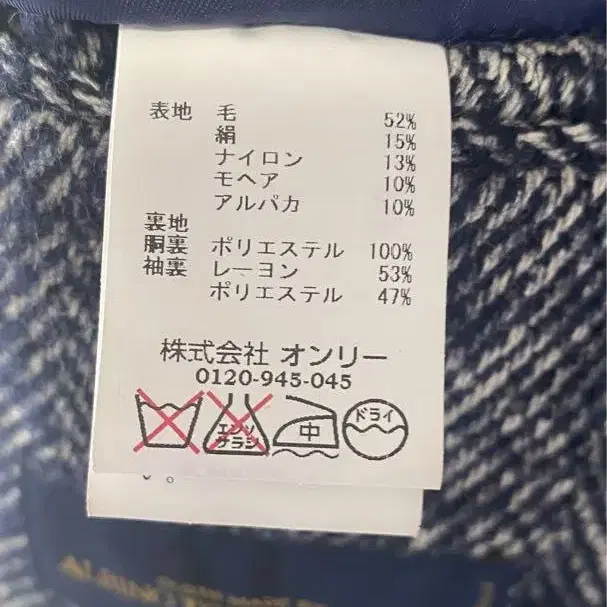 表地 毛 52%
絹 15%
ナイロン 13%
モヘア 10%
アルパカ 10%
裏地
胴裏 ポリエステル 100%
袖裏 レーヨン 53%
ポリエステル 47%
株式会社 オンリー
0120-945-045
エンソ
サラシ
中
ドライ